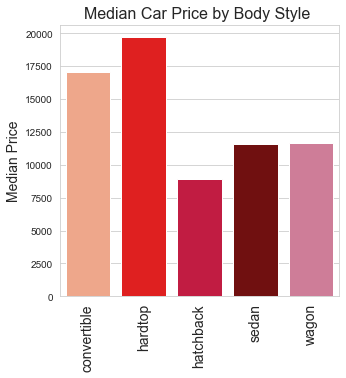 Median Car Price by Body Style
20000
17500
15000
12500
10000
7500
5000
2500
0
Median Price
convertible
hardtop
hatchback
sedan
wagon